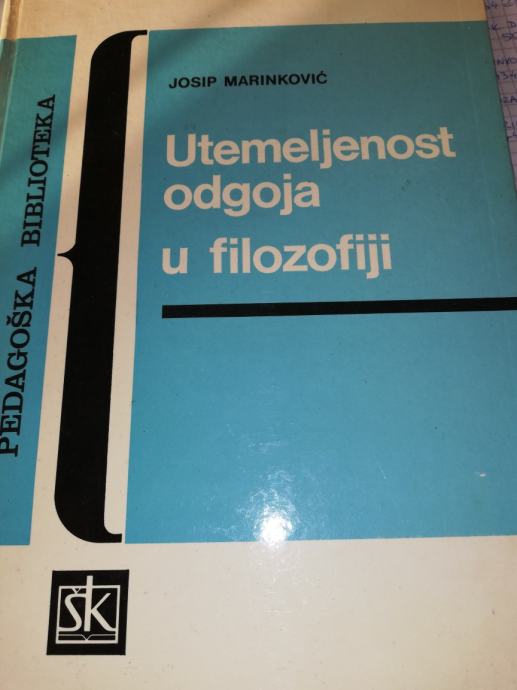 JOSIP MARINKOVIĆ
Utemeljenost
odgoja
u filozofiji
PEDAGOŠKA BIBLIOTEKA
ŠK